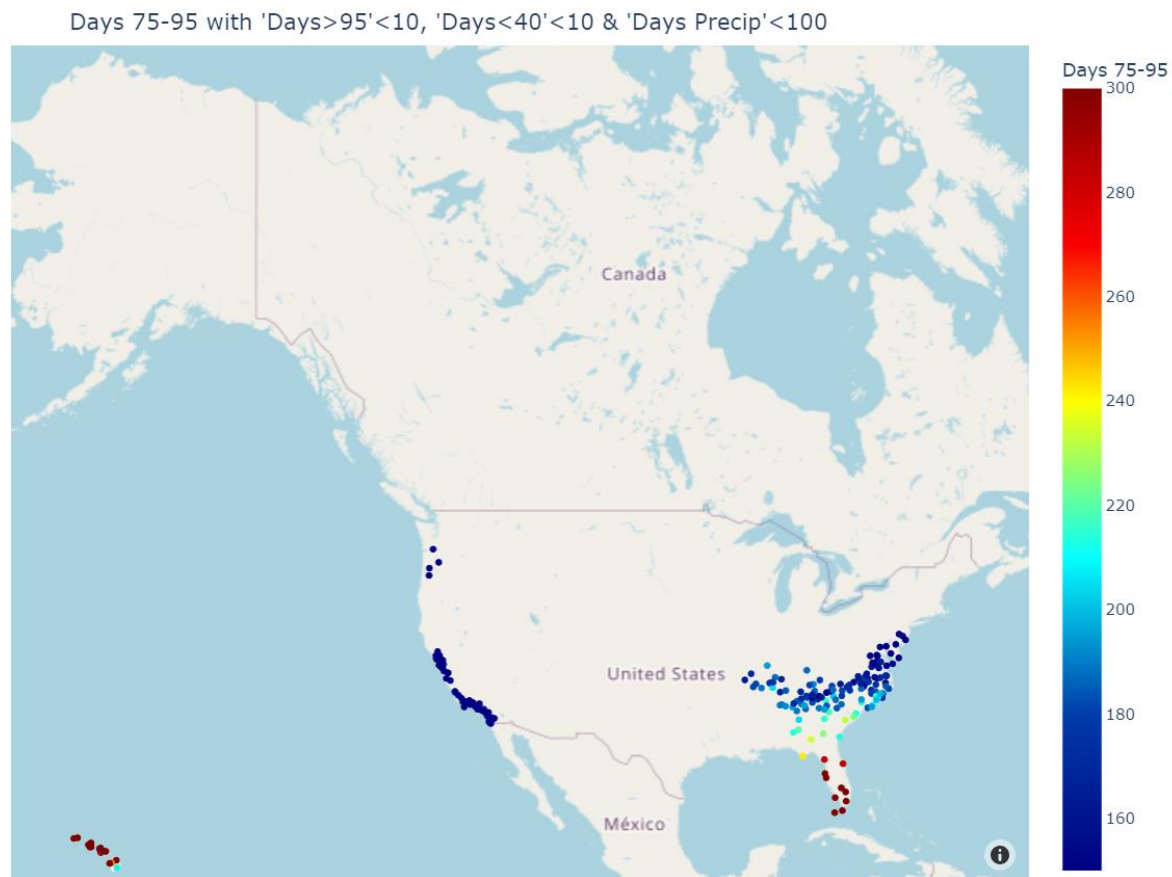 Days 75-95 with 'Days>95'<10, 'Days<40'<10 & 'Days Precip'<100
Days 75-95
300
280
260
240
220
200
180
160
Canada
United States
México